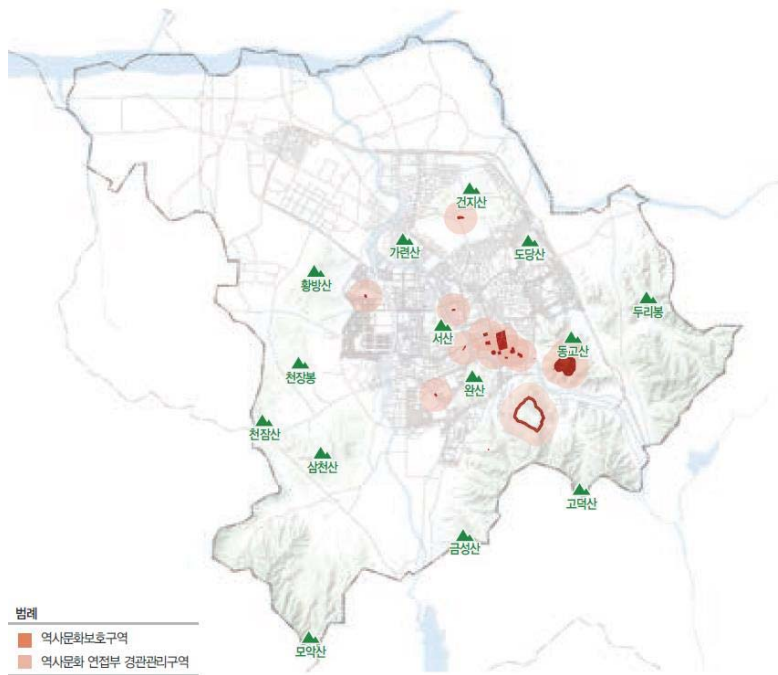 건지산
가련산
도당산
황방산
두리봉
서산
동고산
천장봉
완산
천잠산
삼천산
고덕산
금성산
모악산
범례
역사문화보호구역
역사문화 연접부 경관관리구역